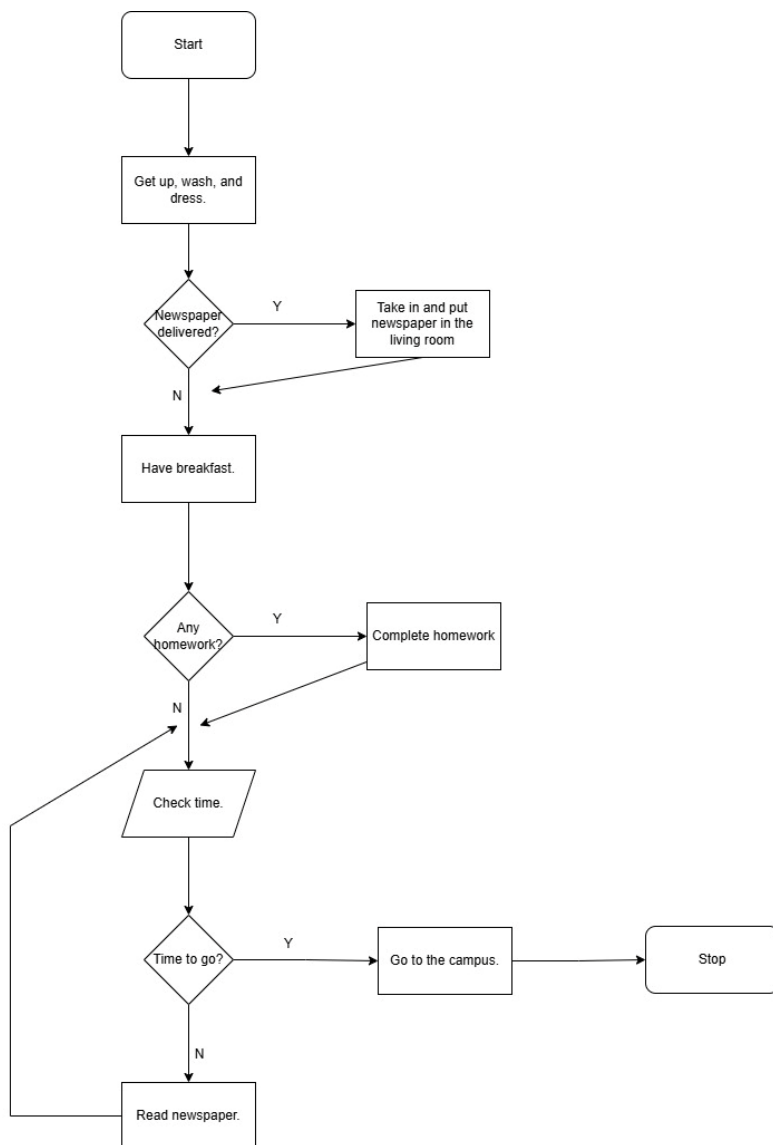 Start
Get up, wash, and
dress.
Newspaper
delivered?
Y
Take in and put
newspaper in the
living room
N
Have breakfast.
Any
homework?
Y
Complete homework
N
Check time.
Time to go?
Y
Go to the campus.
Stop
N
Read newspaper.